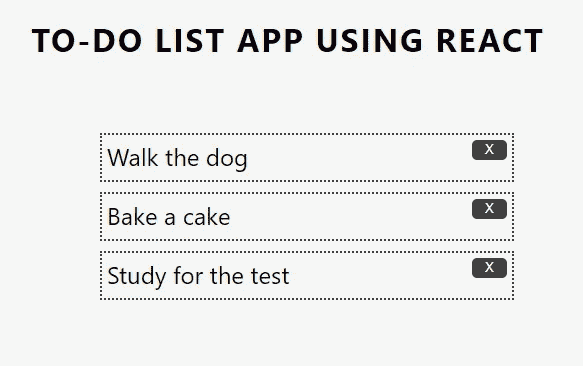 TO-DO LIST APP USING REACT
X
Walk the dog
X
Bake a cake
X
Study for the test